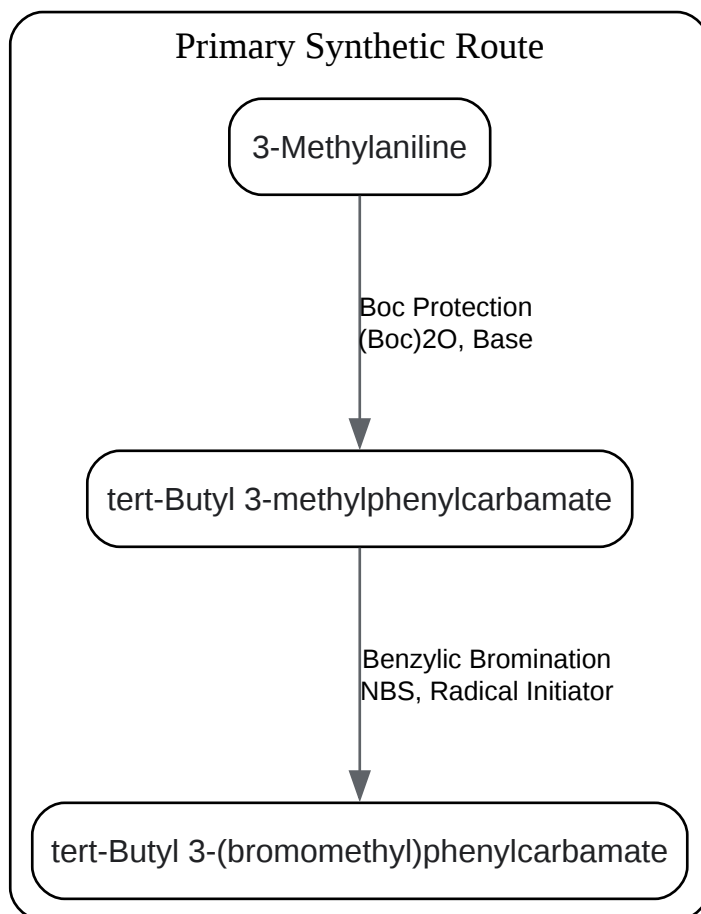 Primary Synthetic Route
3-Methylaniline
Boc Protection
(Boc)2O, Base
tert-Butyl 3-methylphenylcarbamate
Benzylic Bromination
NBS, Radical Initiator
tert-Butyl 3-(bromomethyl)phenylcarbamate